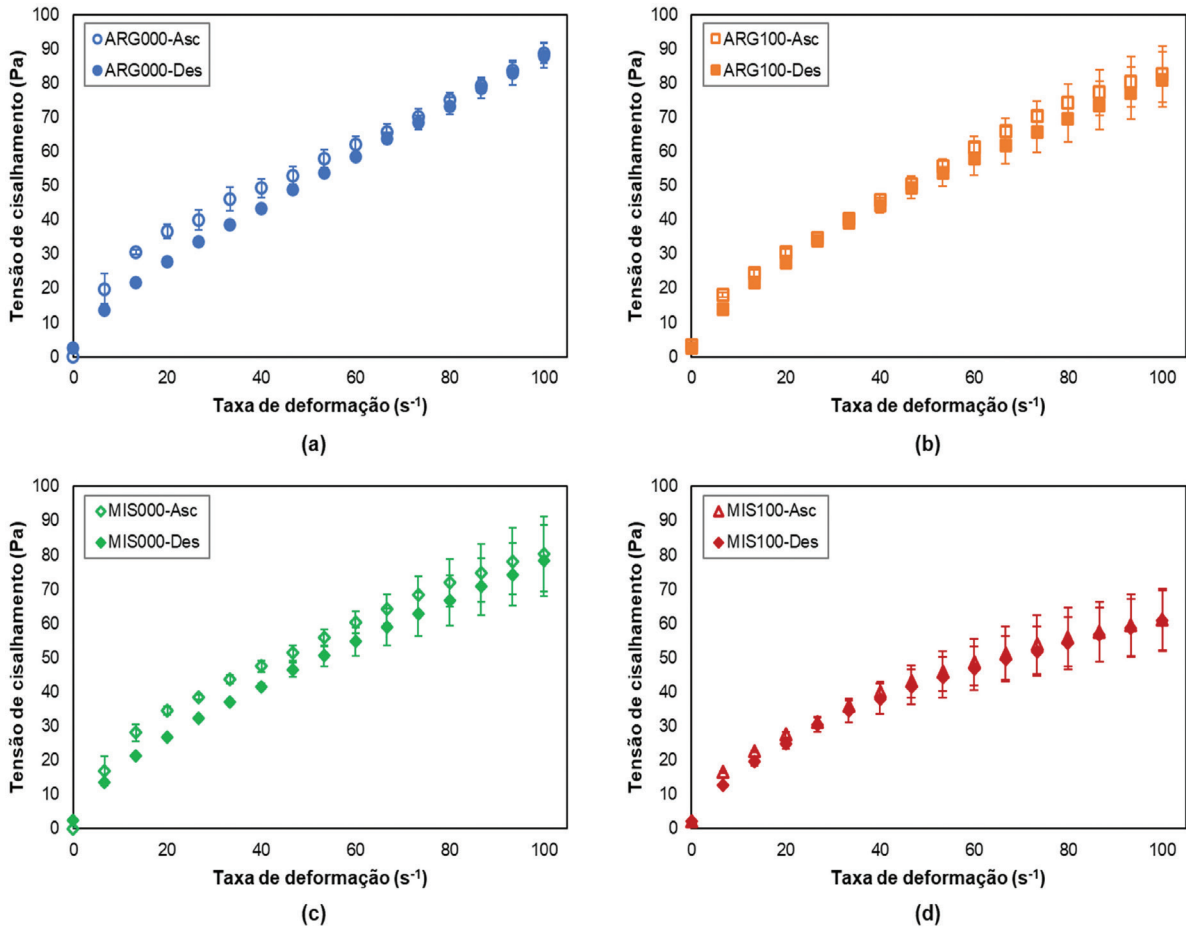 Tensão de cisalhamento (Pa)
100
90
80
70
60
50
40
30
20
10
0
ARG000-Asc
ARG000-Des
0 20 40 60 80 100
Taxa de deformação (s⁻¹)
(a)
Tensão de cisalhamento (Pa)
100
90
80
70
60
50
40
30
20
10
0
ARG100-Asc
ARG100-Des
0 20 40 60 80 100
Taxa de deformação (s⁻¹)
(b)
Tensão de cisalhamento (Pa)
100
90
80
70
60
50
40
30
20
10
0
MIS000-Asc
MIS000-Des
0 20 40 60 80 100
Taxa de deformação (s⁻¹)
(c)
Tensão de cisalhamento (Pa)
100
90
80
70
60
50
40
30
20
10
0
MIS100-Asc
MIS100-Des
0 20 40 60 80 100
Taxa de deformação (s⁻¹)
(d)